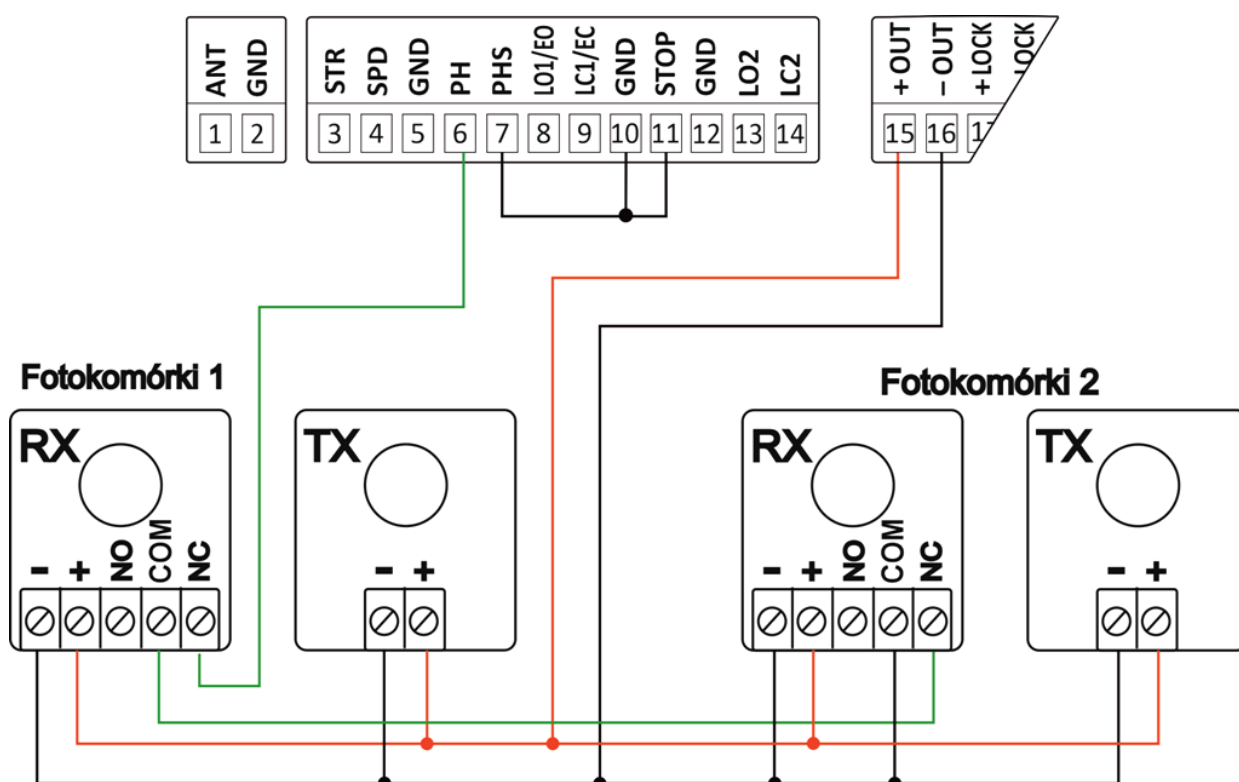 ANT GND STR SPD GND PH PHS LO1/EO LC1/EC GND STOP GND LO2 LC2 +OUT −OUT +LOCK LOCK
1 2 3 4 5 6 7 8 9 10 11 12 13 14 15 16
Fotokomórki 1 Fotokomórki 2
RX TX RX TX
- + NO COM NC - + - + NO COM NC - +